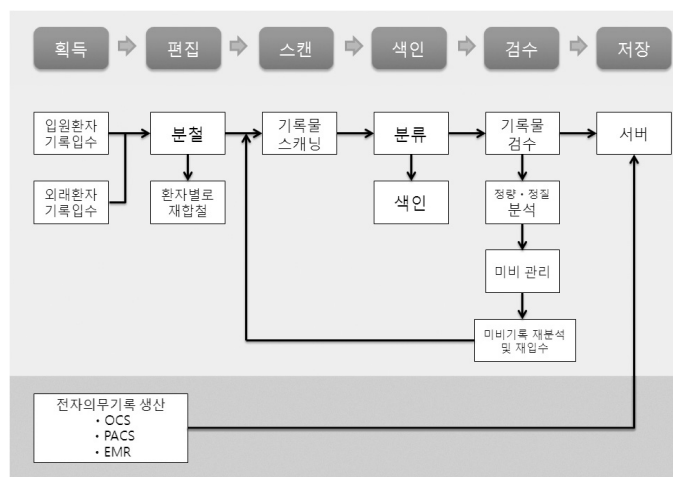 획득
편집
스캔
색인
검수
저장
입원환자
기록입수
분철
기록물
스캐닝
분류
기록물
검수
서버
외래환자
기록입수
환자별로
재합철
색인
정량·정질
분석
미비 관리
미비기록 재분석
및 재입수
전자의무기록 생산
・OCS
・PACS
・EMR